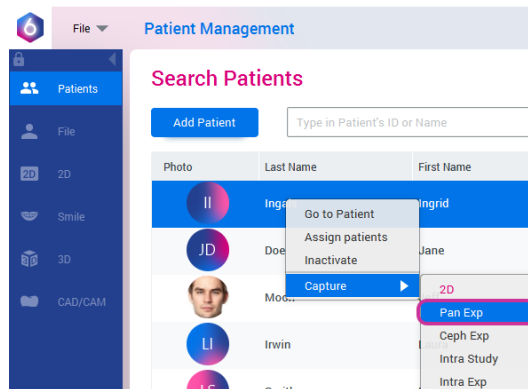 6 File Patient Management
Patients
File
2D 2D
Smile
3D 3D
CAD/CAM
Search Patients
Add Patient Type in Patient's ID or Name
Photo Last Name First Name
II Ingrid
JD Doe Jane
LI Irwin
Go to Patient
Assign patients
Inactivate
Capture
2D
Pan Exp
Ceph Exp
Intra Study
Intra Exp